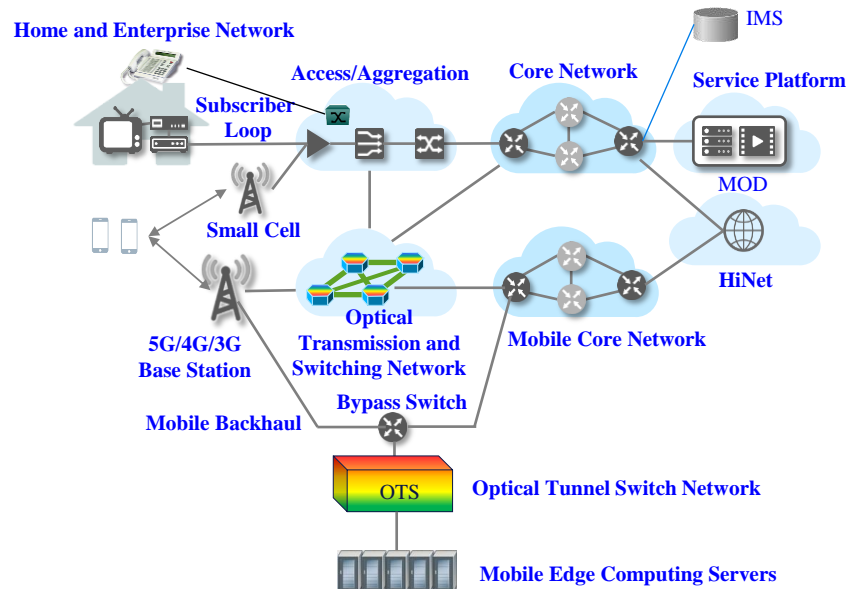 IMS
Home and Enterprise Network
Access/Aggregation
Core Network
Service Platform
Subscriber
Loop
MOD
Small Cell
HiNet
Optical
Transmission and
Switching Network
Mobile Core Network
5G/4G/3G
Base Station
Bypass Switch
Mobile Backhaul
OTS
Optical Tunnel Switch Network
Mobile Edge Computing Servers